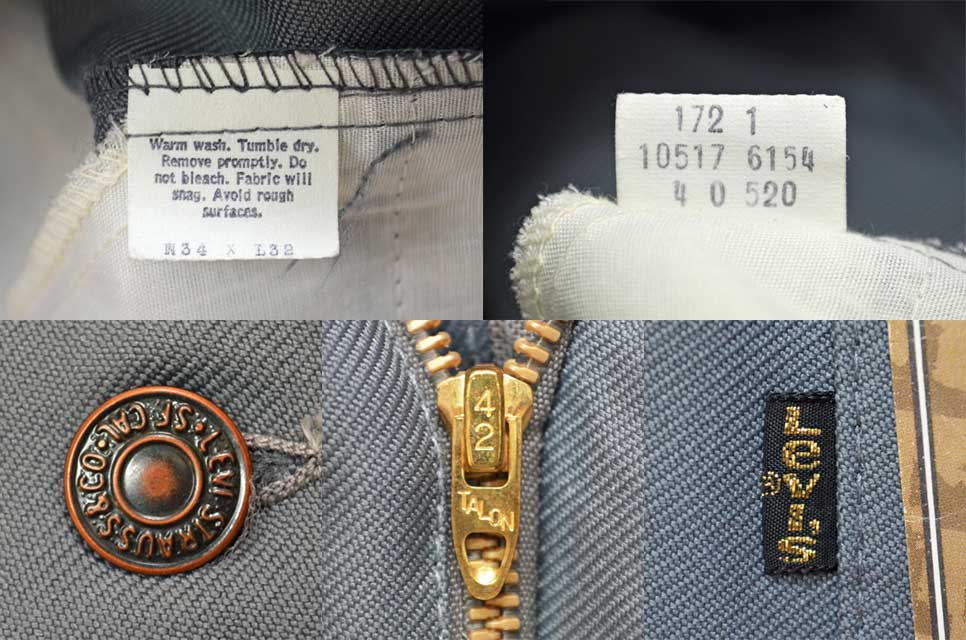 Warm wash. Tumble dry.
Remove promptly. Do
not bleach. Fabric will
snag. Avoid rough
surfaces.
W34 X L32
172 1
10517 6154
4 0 520
LEVI STRAUSS & CO. S.F. CAL.
42
TALON
LEVI'S
®